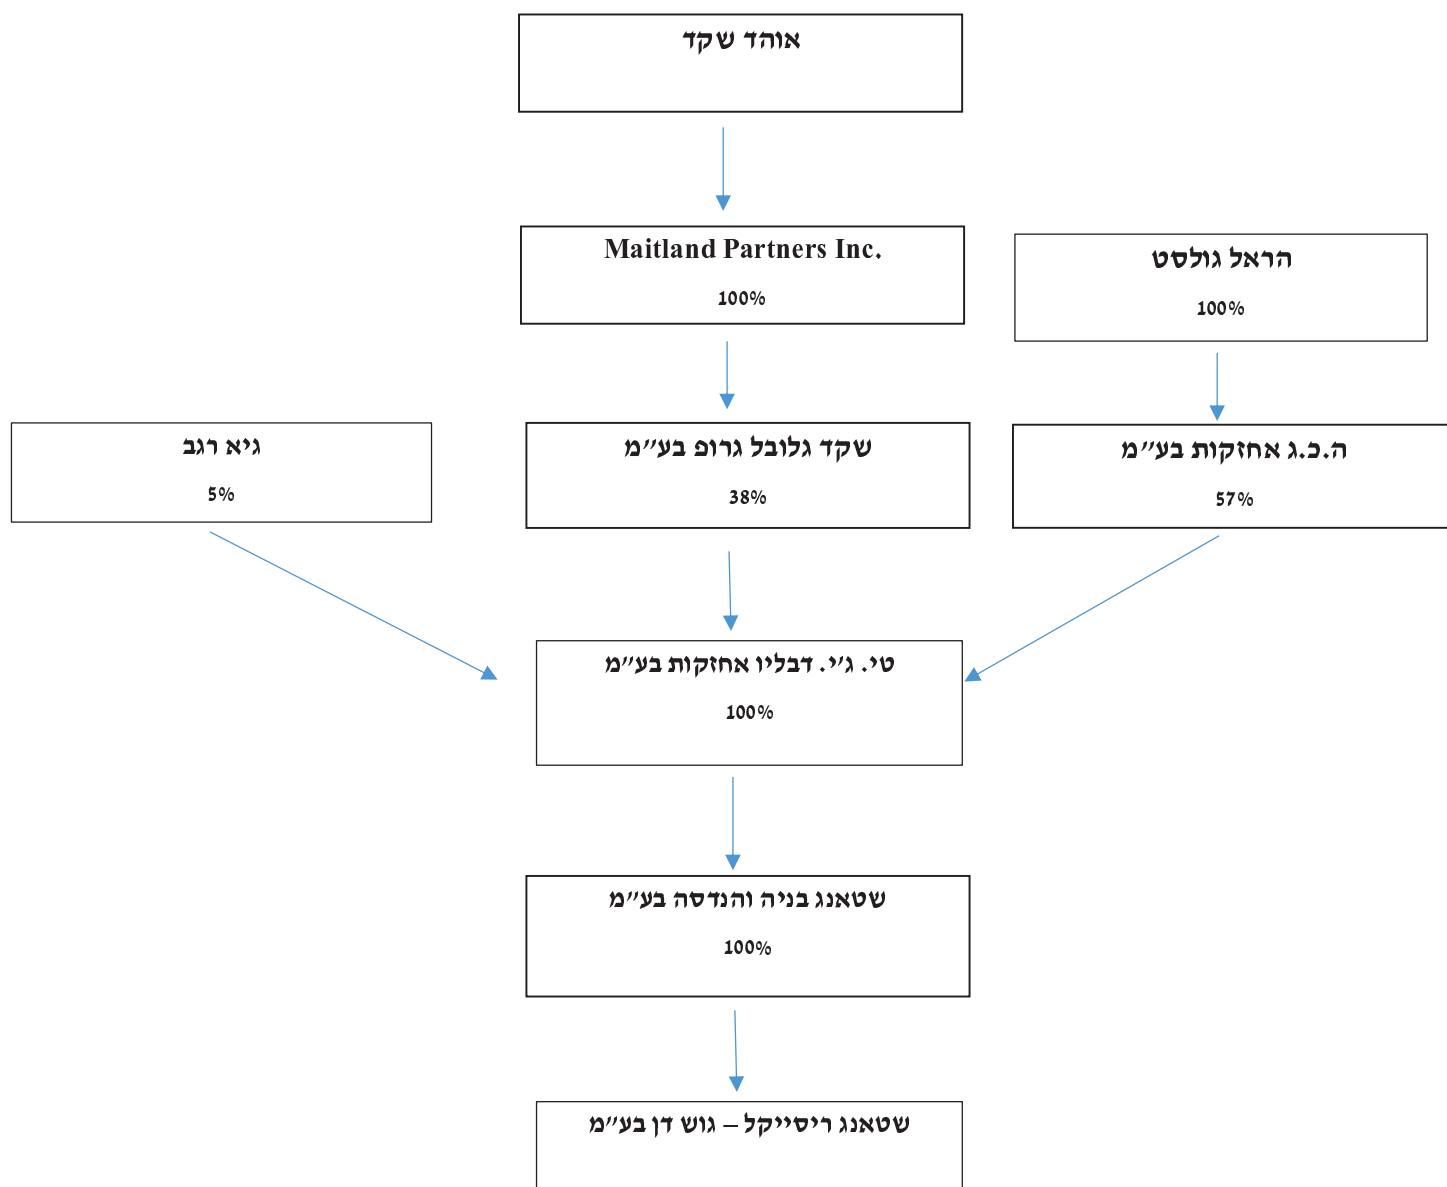 אוהד שקד
Maitland Partners Inc.
100%
הראל גולסט
100%
ה.כ.ג אחזקות בע״מ
57%
שקד גלובל גרופ בע״מ
38%
גיא רגב
5%
טי. ג׳י. דבליו אחזקות בע״מ
100%
שטאנג בניה והנדסה בע״מ
100%
שטאנג ריסייקל – גוש דן בע״מ